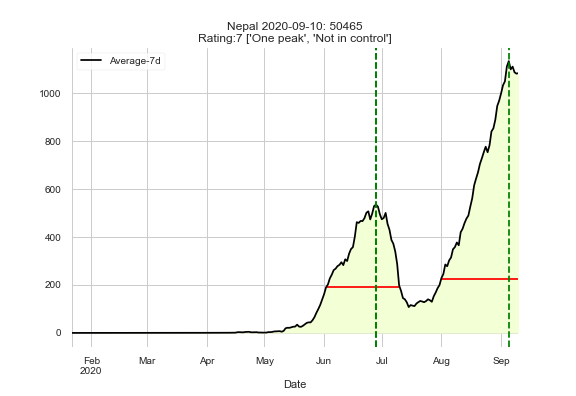 Nepal 2020-09-10: 50465
Rating:7 ['One peak', 'Not in control']
Average-7d
1000
800
600
400
200
0
Feb Mar Apr May Jun Jul Aug Sep
2020
Date